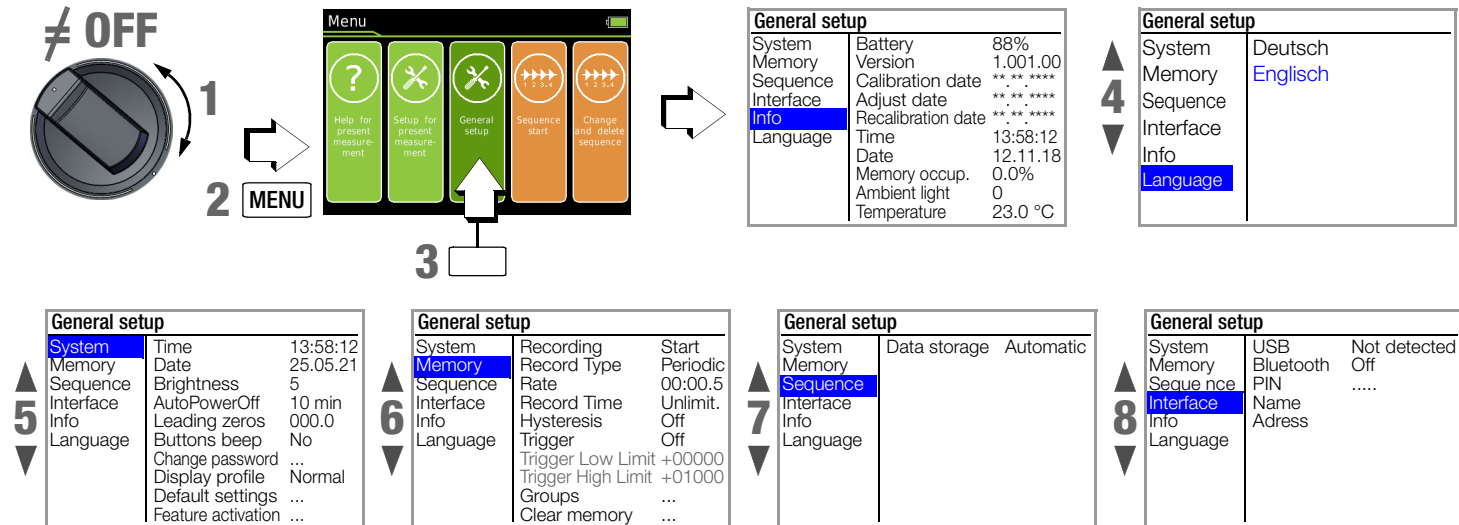 ≠ OFF
1
2 MENU
Menu
?
Help for
present
measure-
ment
Setup for
present
measure-
ment
General
setup
1 2 3..4
Sequence
start
1 2 3..4
Change
and delete
sequence
3
General setup
System
Memory
Sequence
Interface
Info
Language
Battery 88%
Version 1.001.00
Calibration date **.**.****
Adjust date **.**.****
Recalibration date **.**.****
Time 13:58:12
Date 12.11.18
Memory occup. 0.0%
Ambient light 0
Temperature 23.0 °C
4
General setup
System
Memory
Sequence
Interface
Info
Language
Deutsch
Englisch
5
General setup
System
Memory
Sequence
Interface
Info
Language
Time 13:58:12
Date 25.05.21
Brightness 5
AutoPowerOff 10 min
Leading zeros 000.0
Buttons beep No
Change password ...
Display profile Normal
Default settings ...
Feature activation ...
6
General setup
System
Memory
Sequence
Interface
Info
Language
Recording Start
Record Type Periodic
Rate 00:00.5
Record Time Unlimit.
Hysteresis Off
Trigger Off
Trigger Low Limit +00000
Trigger High Limit +01000
Groups ...
Clear memory ...
7
General setup
System
Memory
Sequence
Interface
Info
Language
Data storage Automatic
8
General setup
System
Memory
Seque nce
Interface
Info
Language
USB Not detected
Bluetooth Off
PIN .....
Name
Adress